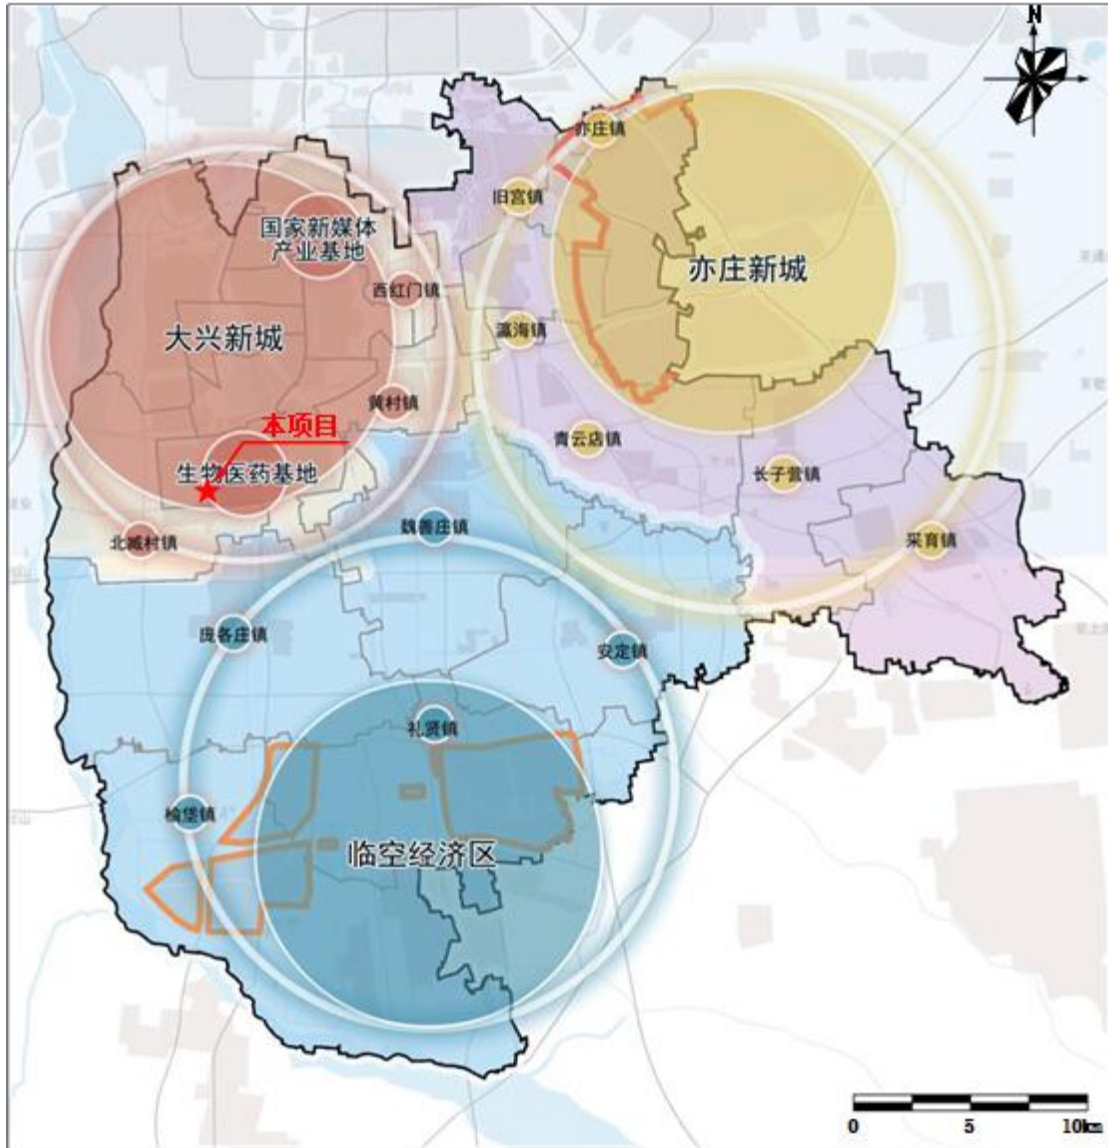 N
亦庄镇
旧宫镇
国家新媒体
产业基地
亦庄新城
西红门镇
大兴新城
瀛海镇
黄村镇
本项目
青云店镇
生物医药基地
长子营镇
魏善庄镇
北臧村镇
采育镇
庞各庄镇
安定镇
礼贤镇
榆垡镇
临空经济区
0
5
10km